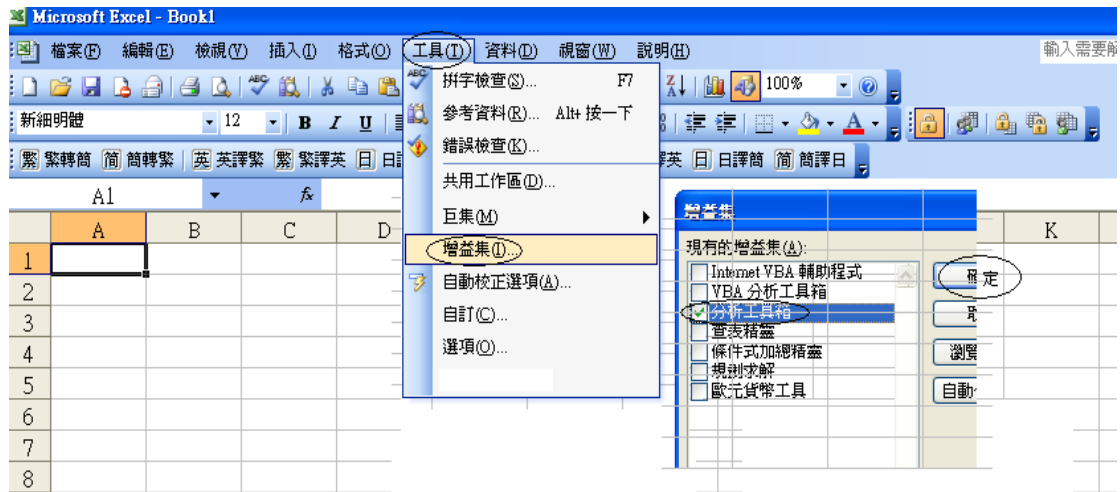 Microsoft Excel - Book1
檔案(F) 編輯(E) 檢視(V) 插入(I) 格式(O) 工具(T) 資料(D) 視窗(W) 說明(H) 輸入需要解
100%
新細明體 12 B I U
繁 繁轉簡 簡 簡轉繁 英 英譯繁 繁 繁譯英 日 日譯 譯英 日 日譯簡 簡 簡譯日
拼字檢查(S)... F7
參考資料(R)... Alt+ 按一下
錯誤檢查(K)...
共用工作區(D)...
巨集(M)
增益集(I)...
自動校正選項(A)...
自訂(C)...
選項(O)...
A1 fx
A B C D K
1
2
3
4
5
6
7
8
增益集
現有的增益集(A):
Internet VBA 輔助程式
VBA 分析工具箱
分析工具箱
查表精靈
條件式加總精靈
規劃求解
歐元貨幣工具
確定
取
瀏覽
自動